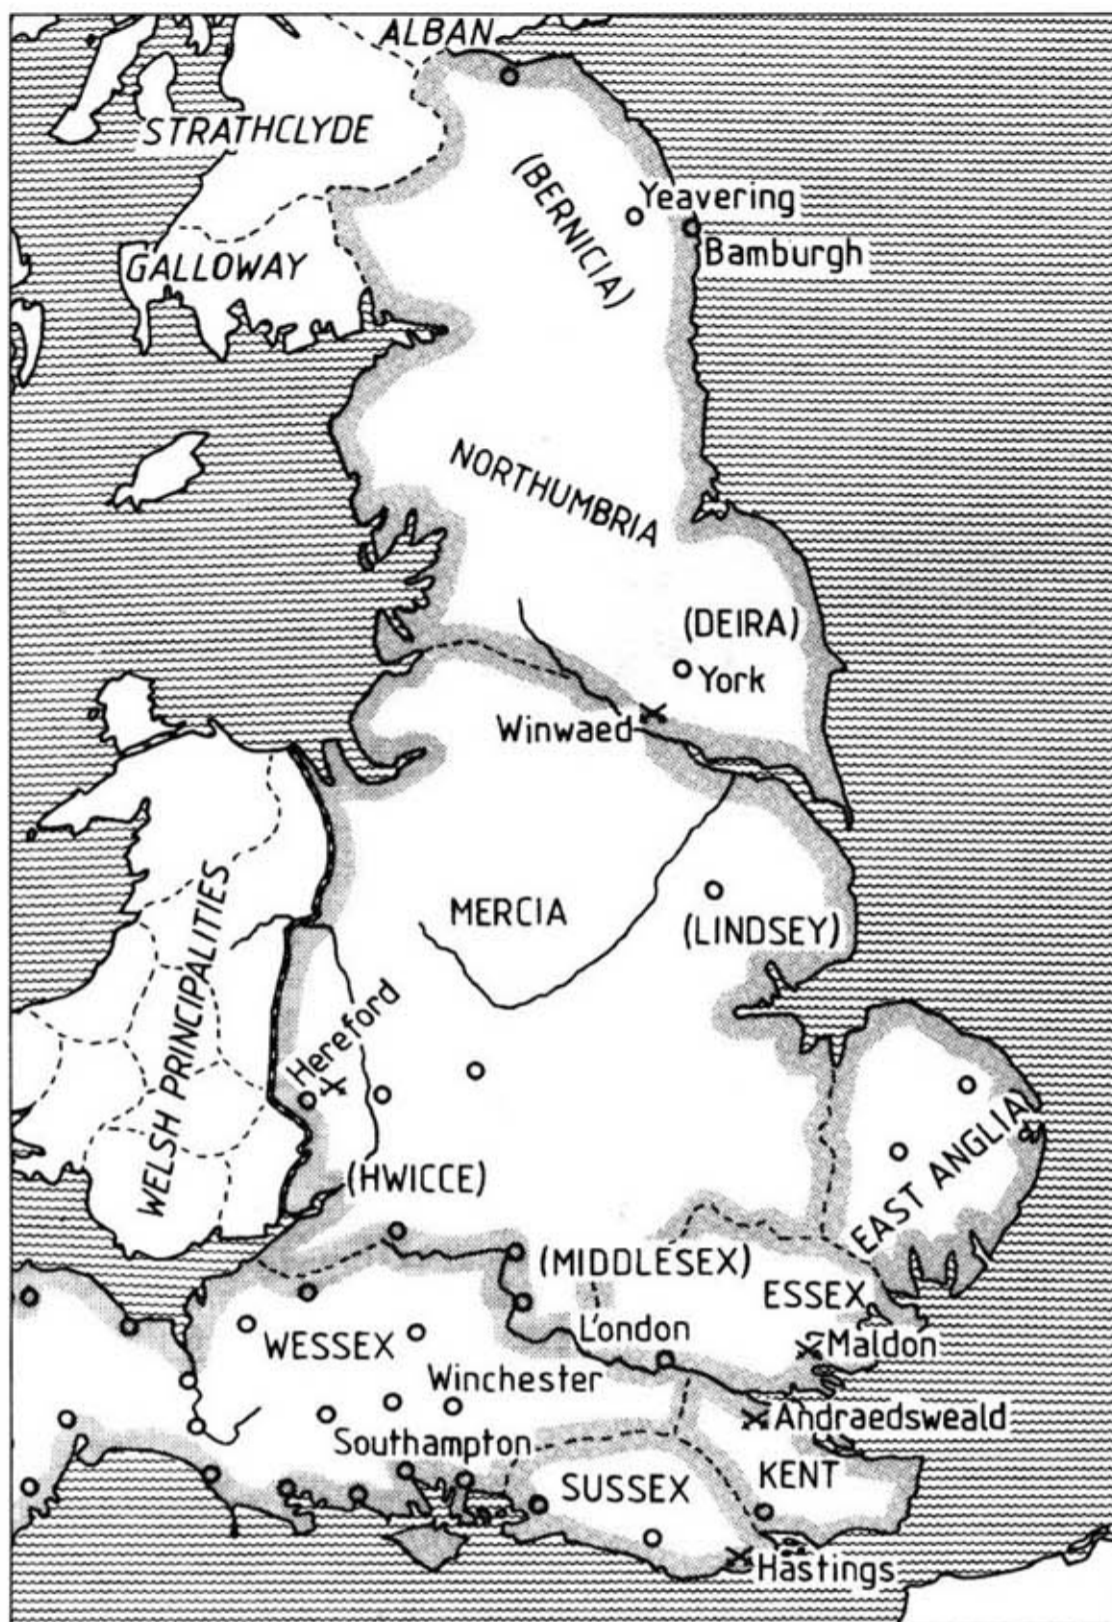 ALBAN
STRATHCLYDE
(BERNICIA)
Yeavering
Bamburgh
GALLOWAY
NORTHUMBRIA
(DEIRA)
York
Winwaed
MERCIA
(LINDSEY)
WELSH PRINCIPALITIES
Hereford
EAST ANGLIA
(HWICCE)
(MIDDLESEX)
ESSEX
WESSEX
London
Maldon
Winchester
Andraedsweald
Southampton
SUSSEX
KENT
Hastings